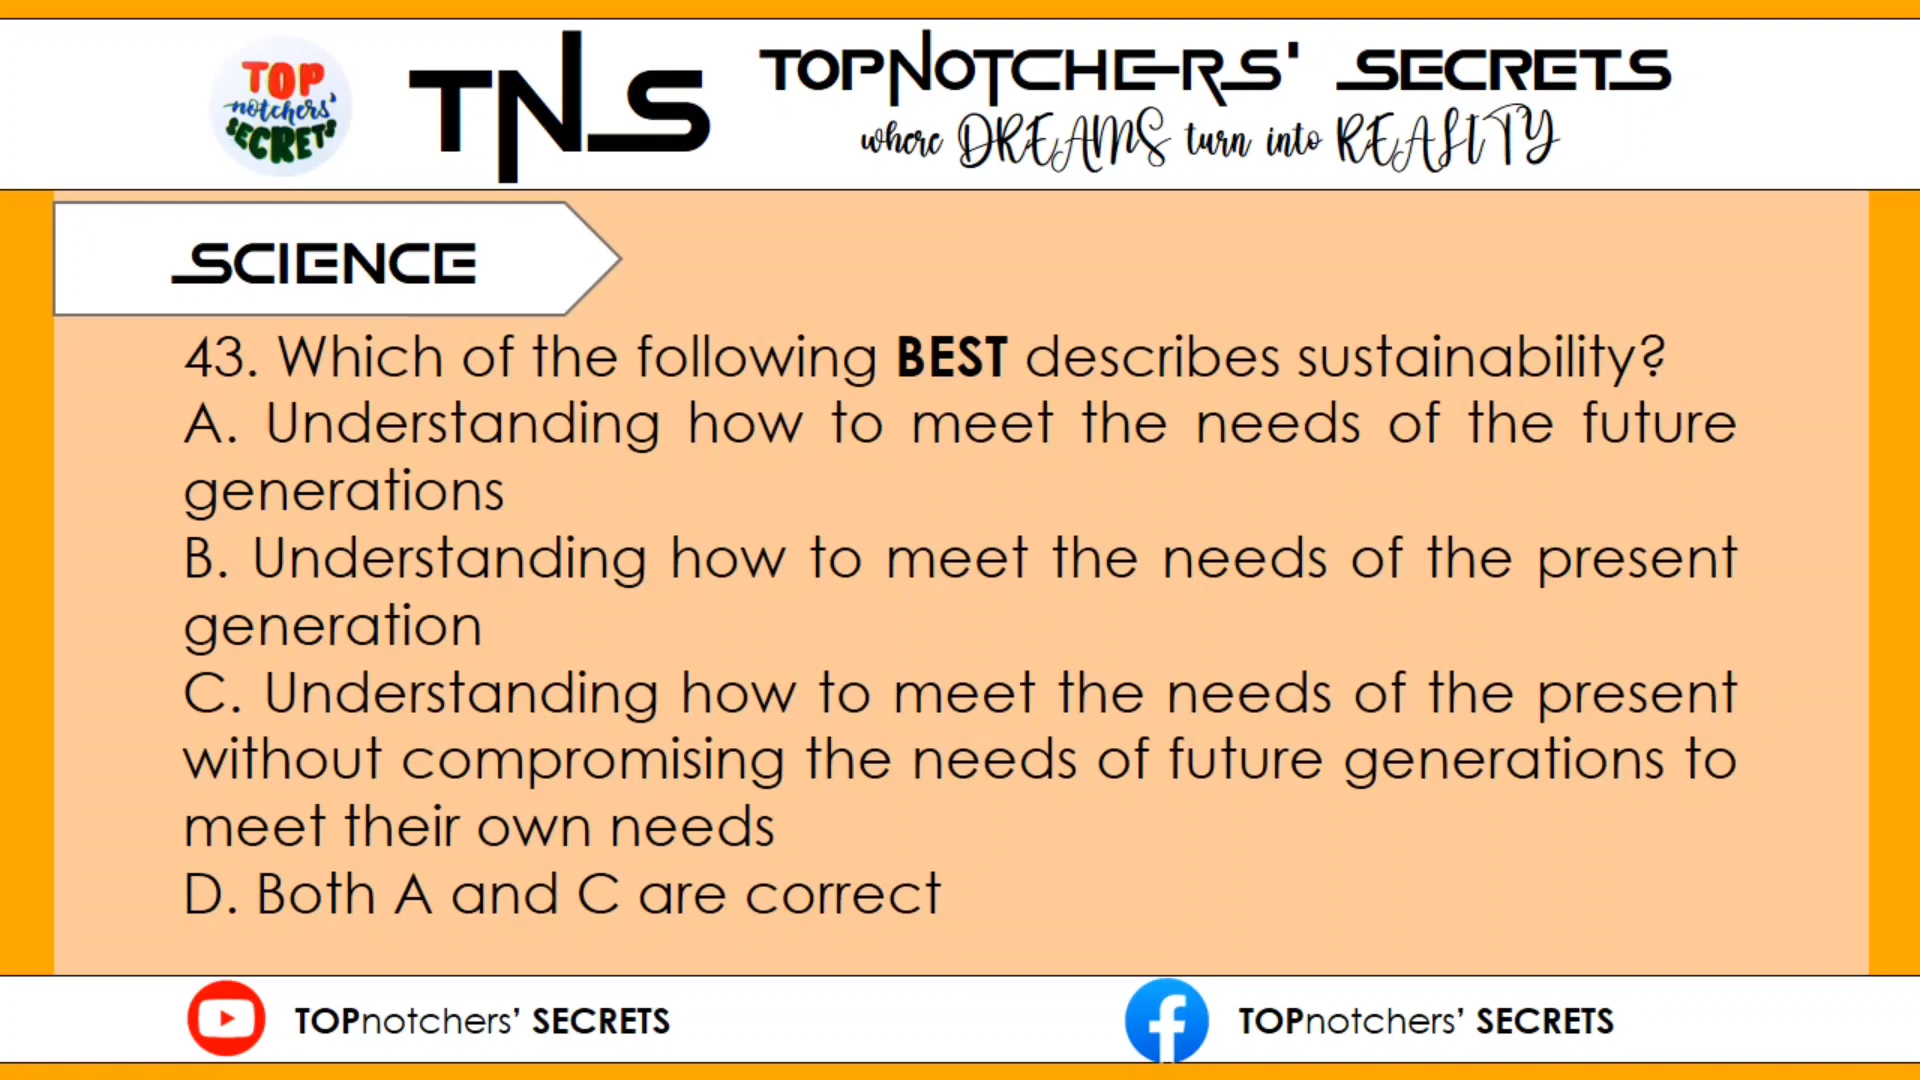 TOP
notchers'
SECRETS
TNS
TOPNOTCHERS' SECRETS
where DREAMS turn into REALITY
SCIENCE
43. Which of the following BEST describes sustainability?
A. Understanding how to meet the needs of the future
generations
B. Understanding how to meet the needs of the present
generation
C. Understanding how to meet the needs of the present
without compromising the needs of future generations to
meet their own needs
D. Both A and C are correct
TOPnotchers' SECRETS
TOPnotchers' SECRETS